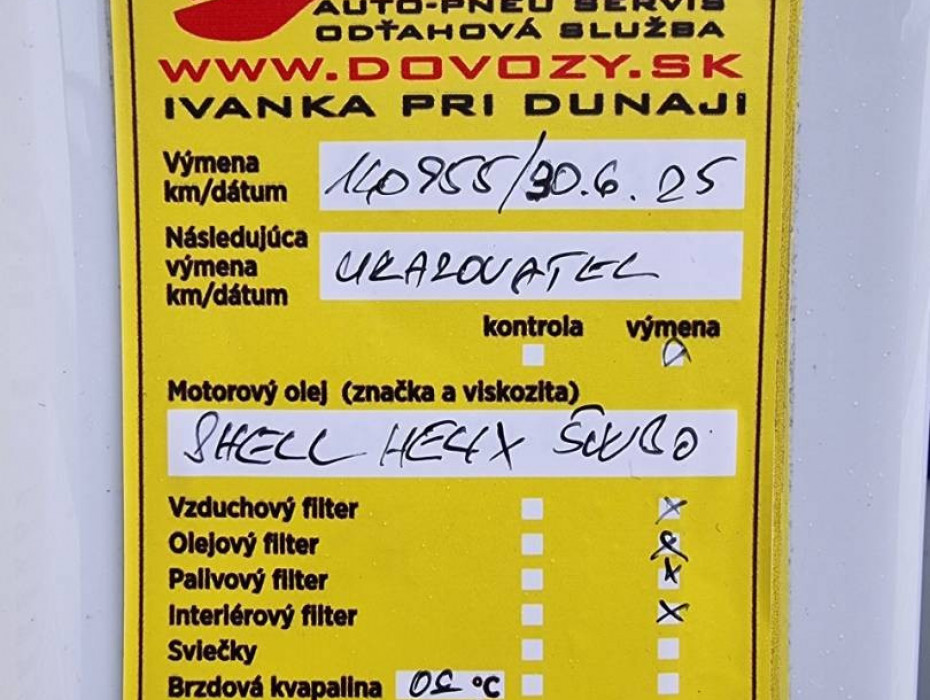 AUTO-PNEU SERVIS
ODŤAHOVÁ SLUŽBA
WWW.DOVOZY.SK
IVANKA PRI DUNAJI
Výmena
km/dátum
140955/30.6.25
Následujúca
výmena
km/dátum
UKAZOVATEL
kontrola výmena
Motorový olej (značka a viskozita)
SHELL HELIX 5W30
Vzduchový filter
Olejový filter
Palivový filter
Interiérový filter
Sviečky
Brzdová kvapalina °C